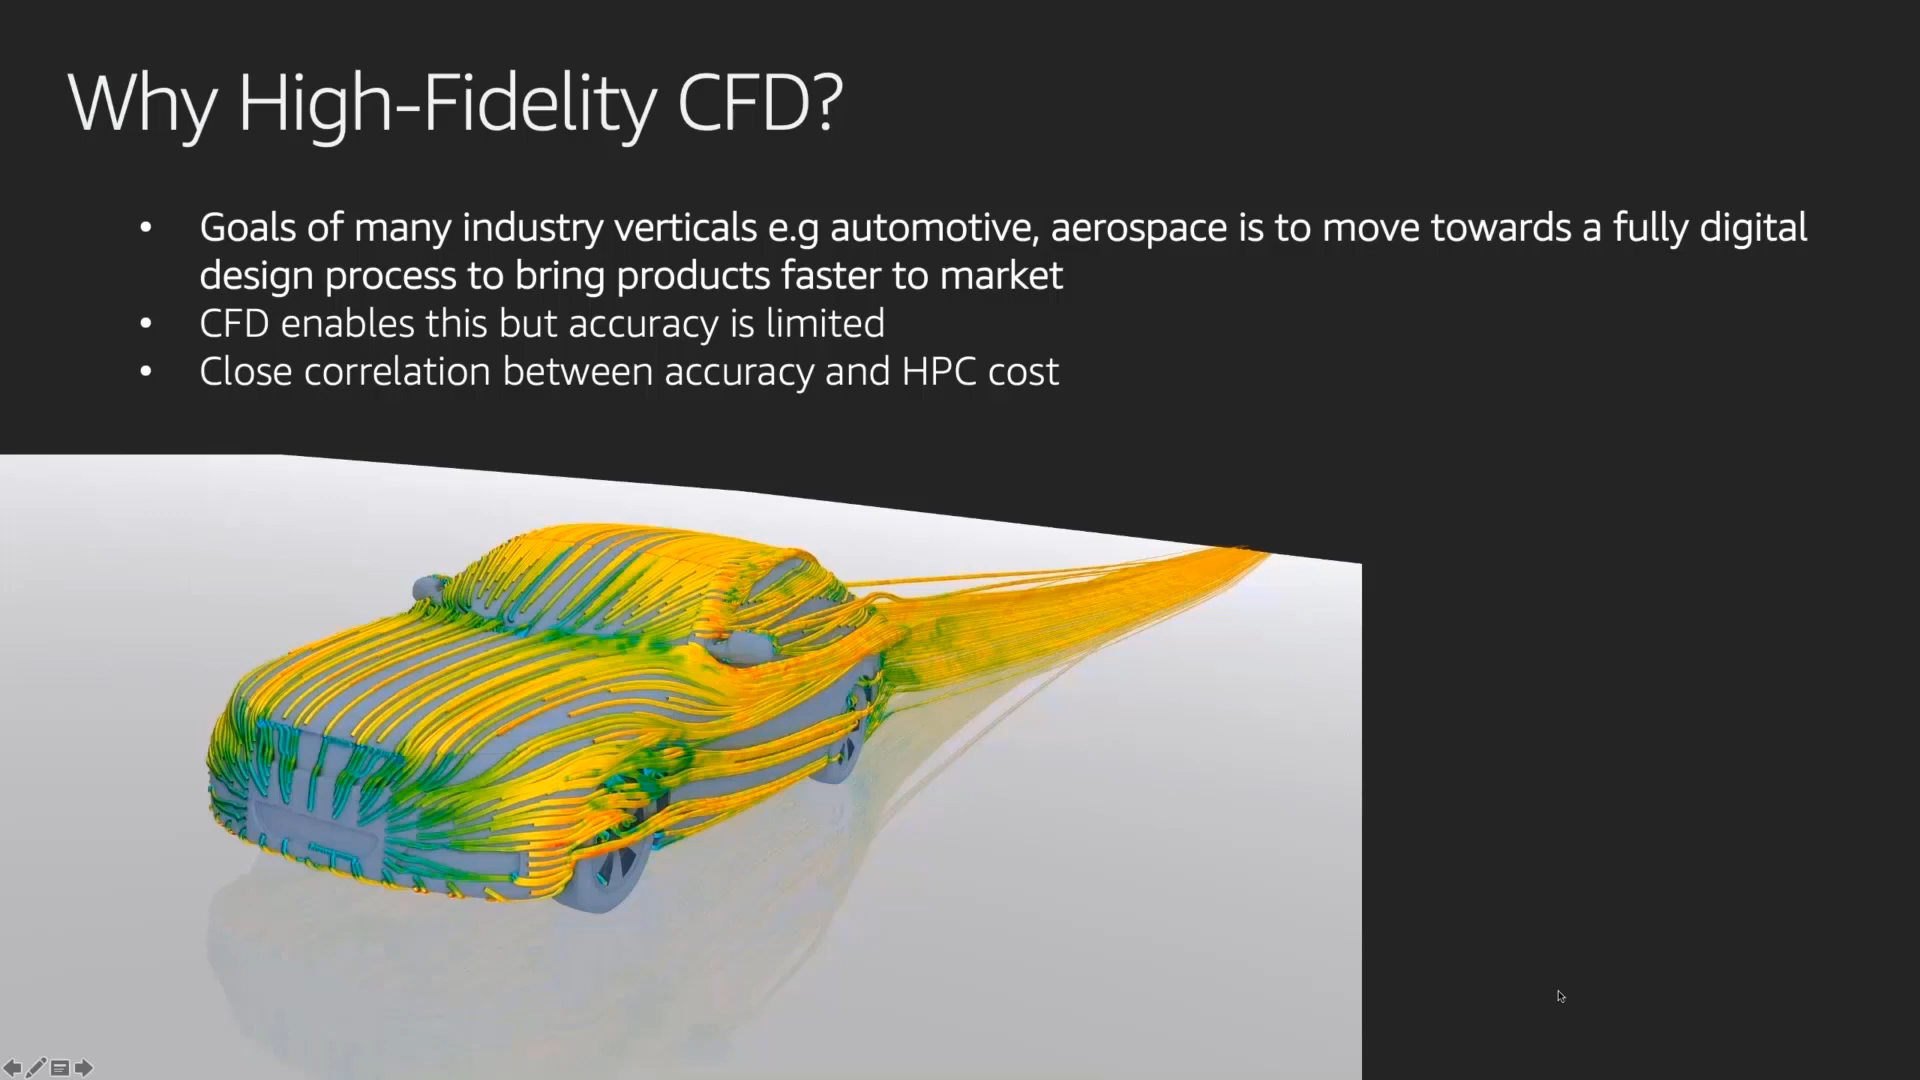 Why High-Fidelity CFD?
• Goals of many industry verticals e.g automotive, aerospace is to move towards a fully digital
design process to bring products faster to market
• CFD enables this but accuracy is limited
• Close correlation between accuracy and HPC cost